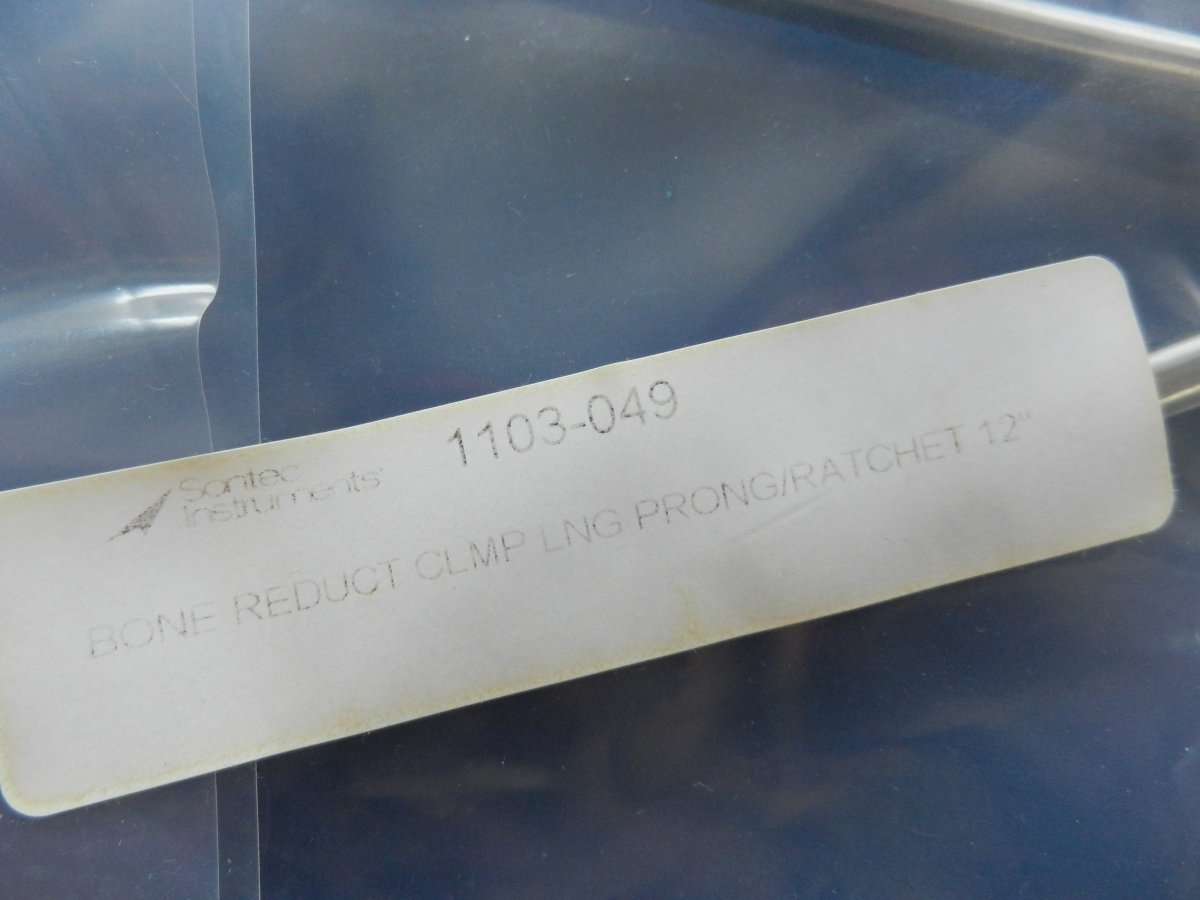 Sontec
Instruments
1103-049
BONE REDUCT CLMP LNG PRONG/RATCHET 12"